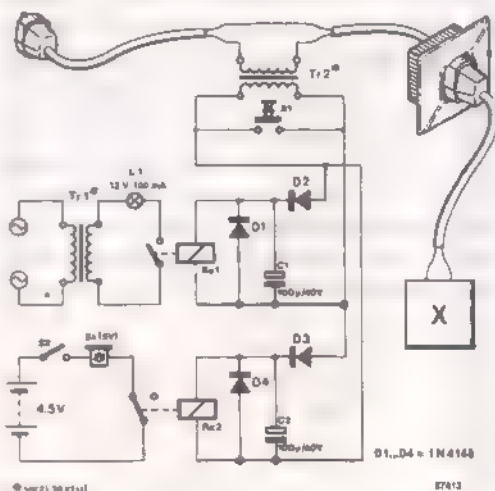 Tr2*
S1
L1
12 V 100 mA
Tr1*
D2
D1
C1
100µ/40V
Re1
S2
D3
D4
4.5V
Re2
C2
100µ/40V
X
D1...D4 = 1N4148
87413